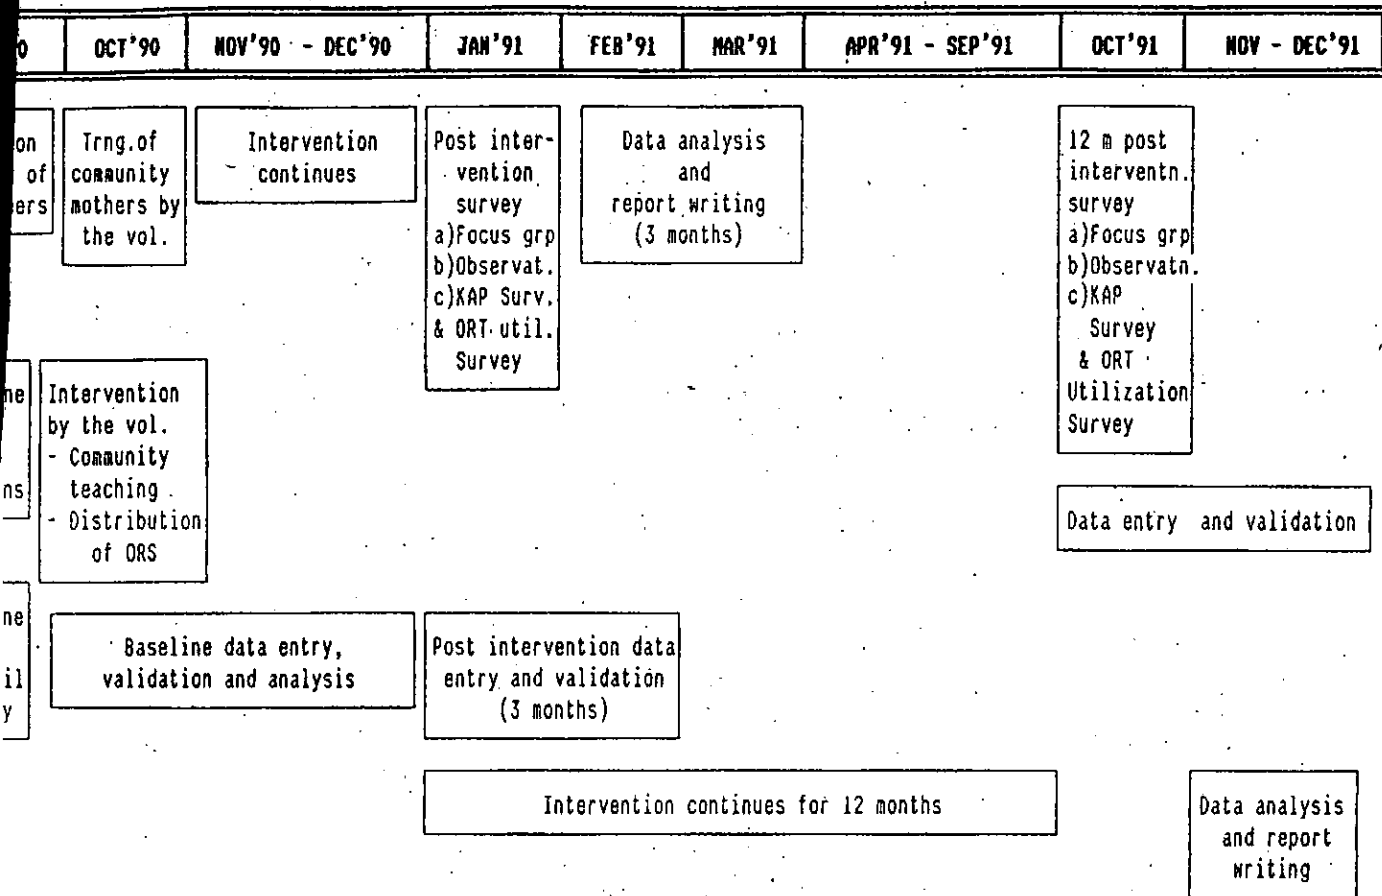 0 OCT'90 NOV'90 - DEC'90 JAN'91 FEB'91 MAR'91 APR'91 - SEP'91 OCT'91 NOV - DEC'91
on
of
ers
Trng.of
community
mothers by
the vol.
Intervention
continues
Post inter-
vention
survey
a)Focus grp
b)Observat.
c)KAP Surv.
& ORT util.
Survey
Data analysis
and
report writing
(3 months)
12 m post
interventn.
survey
a)Focus grp
b)Observatn.
c)KAP
Survey
& ORT
Utilization
Survey
ne
ns
Intervention
by the vol.
- Community
teaching
- Distribution
of ORS
Data entry and validation
ne
il
y
Baseline data entry,
validation and analysis
Post intervention data
entry and validation
(3 months)
Intervention continues for 12 months
Data analysis
and report
writing